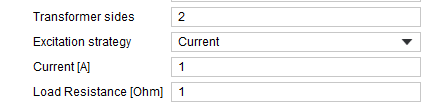 Transformer sides 2
Excitation strategy Current
Current [A] 1
Load Resistance [Ohm] 1